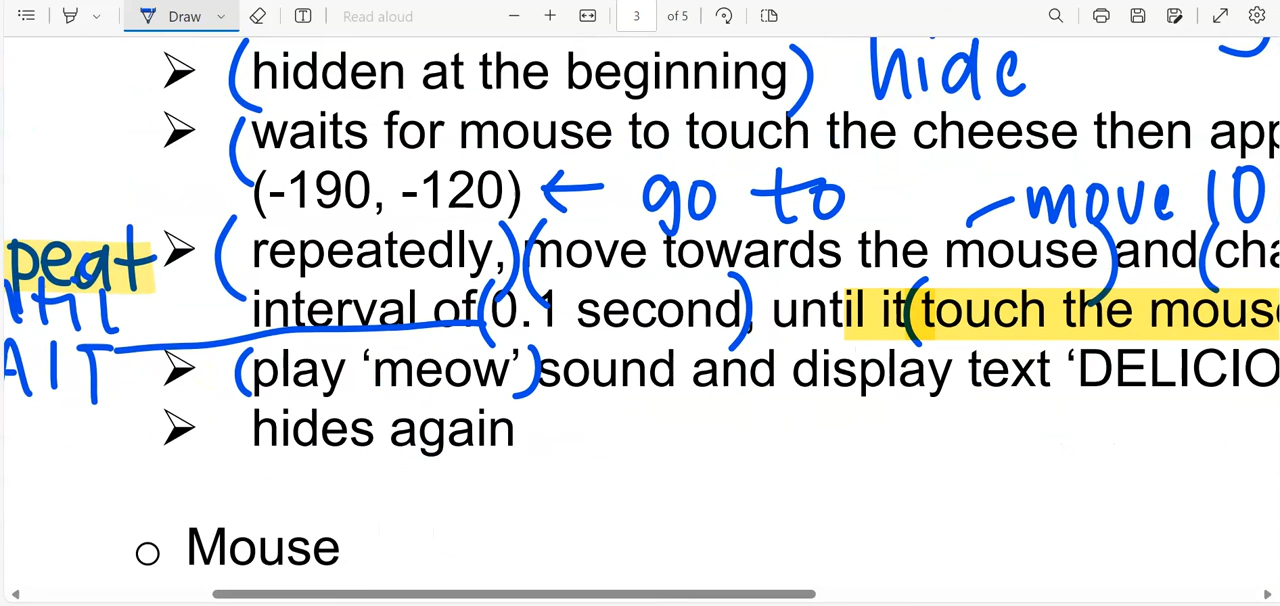 Draw Read aloud 3 of 5
(hidden at the beginning) hide
(waits for mouse to touch the cheese then app
(-190, -120) ← go to move 10
peat (repeatedly,) (move towards the mouse) and (cha
interval of (0.1 second), until it (touch the mouse
(play ‘meow’) sound and display text ‘DELICIO
hides again
Mouse